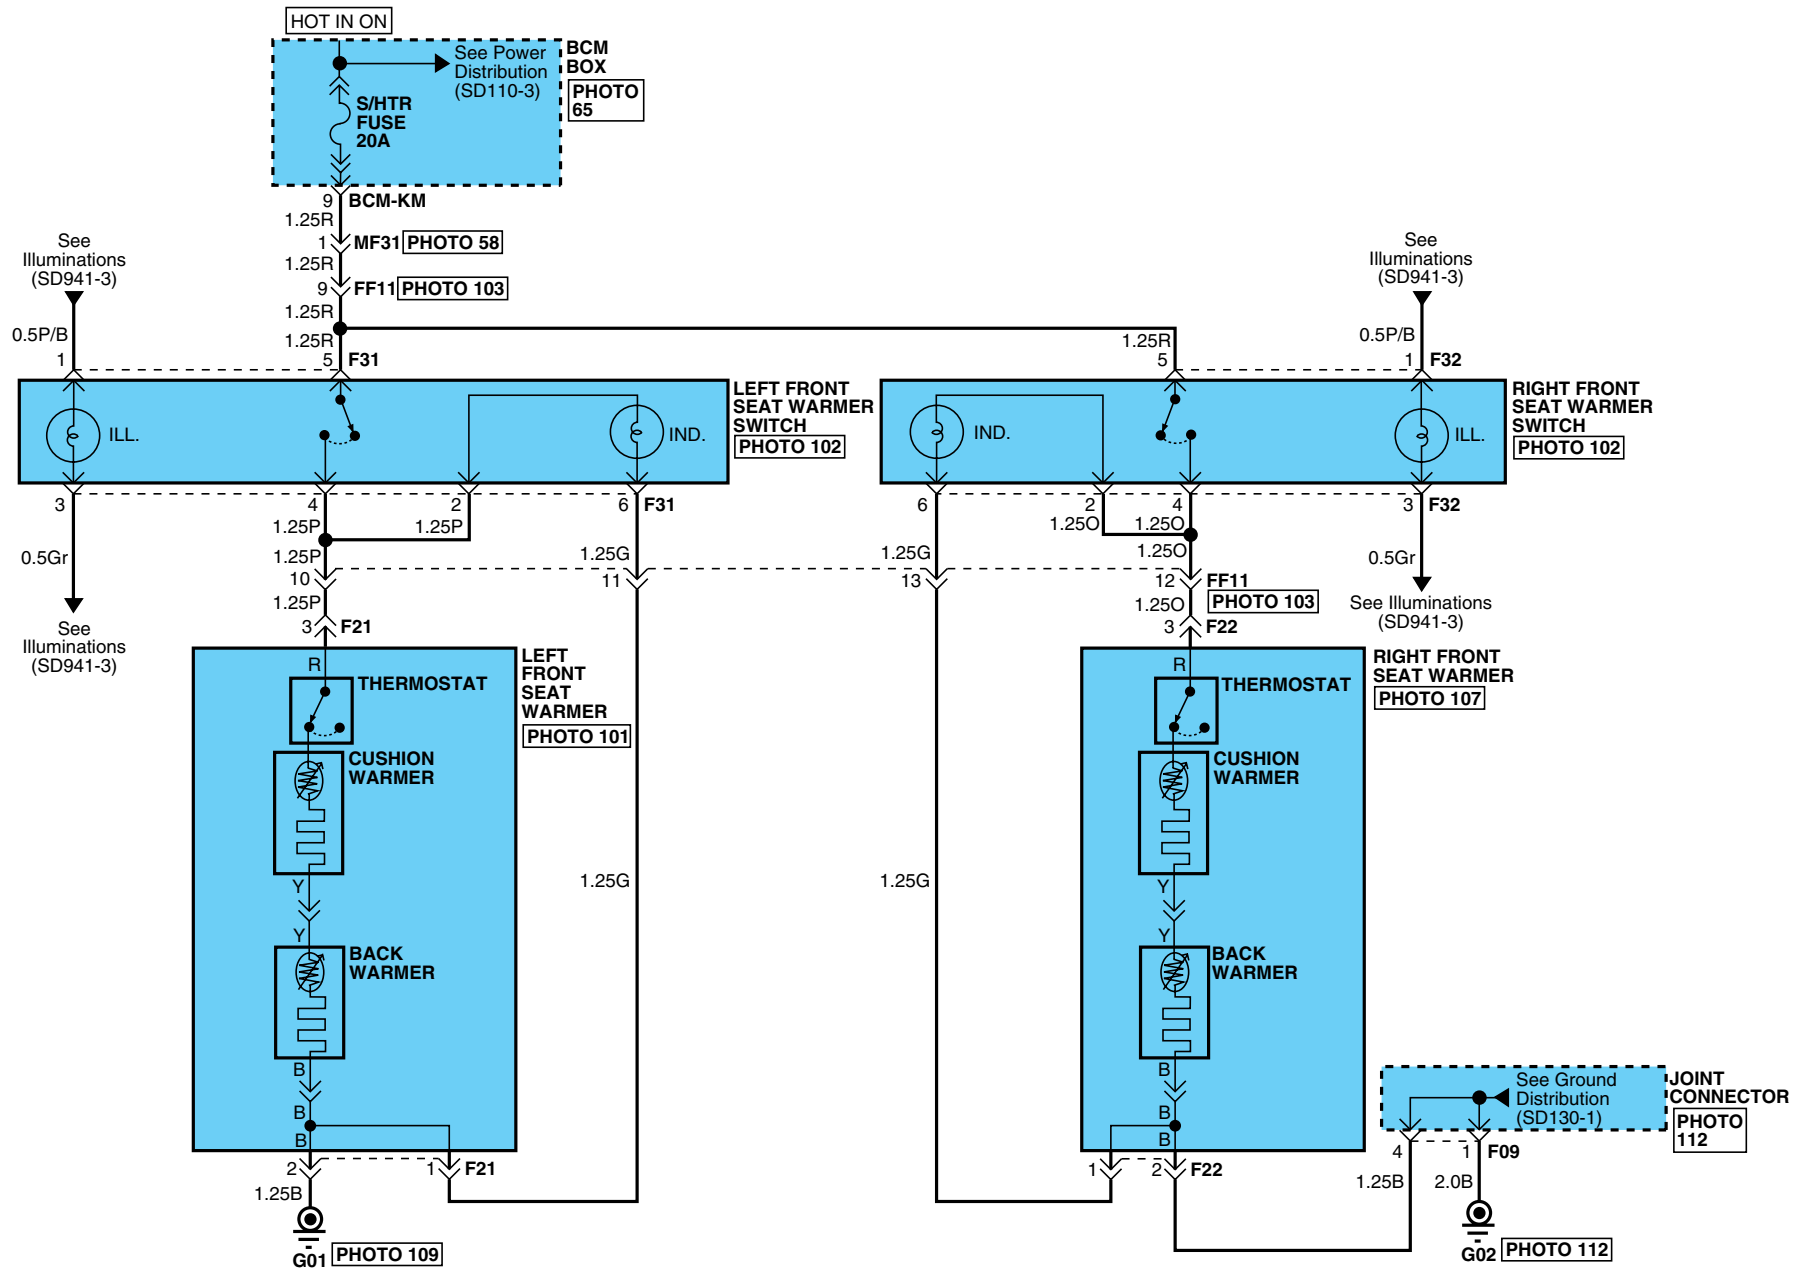 HOT IN ON
See Power
Distribution
(SD110-3)
BCM
BOX
PHOTO
65
S/HTR
FUSE
20A
9
BCM-KM
1.25R
1
MF31
PHOTO 58
1.25R
9
FF11
PHOTO 103
1.25R
1.25R
5
F31
See
Illuminations
(SD941-3)
0.5P/B
1
1.25R
5
See
Illuminations
(SD941-3)
0.5P/B
1
F32
ILL.
IND.
LEFT FRONT
SEAT WARMER
SWITCH
PHOTO 102
IND.
ILL.
RIGHT FRONT
SEAT WARMER
SWITCH
PHOTO 102
3
4
2
6
F31
6
2
4
3
F32
1.25P
1.25P
1.25O
1.25O
0.5Gr
1.25P
1.25G
1.25G
1.25O
0.5Gr
10
11
13
12
FF11
PHOTO 103
1.25P
1.25O
See
Illuminations
(SD941-3)
See Illuminations
(SD941-3)
3
F21
3
F22
R
THERMOSTAT
LEFT
FRONT
SEAT
WARMER
PHOTO 101
CUSHION
WARMER
Y
Y
BACK
WARMER
B
B
B
1.25G
1.25G
R
THERMOSTAT
RIGHT FRONT
SEAT WARMER
PHOTO 107
CUSHION
WARMER
Y
Y
BACK
WARMER
B
B
B
See Ground
Distribution
(SD130-1)
JOINT
CONNECTOR
PHOTO
112
2
1
F21
1
2
F22
4
1
F09
1.25B
1.25B
2.0B
G01
PHOTO 109
G02
PHOTO 112